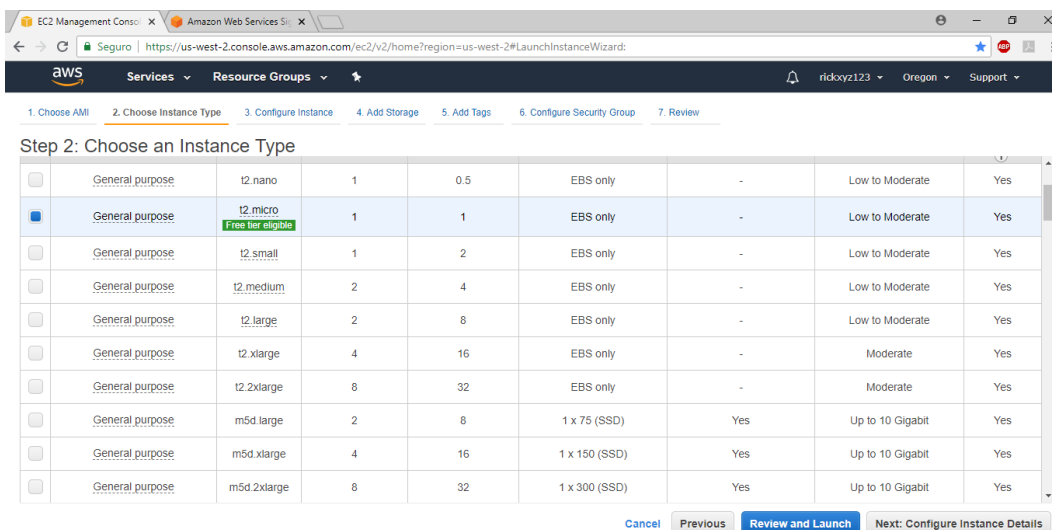 EC2 Management Consol
Amazon Web Services Sig
Seguro | https://us-west-2.console.aws.amazon.com/ec2/v2/home?region=us-west-2#LaunchInstanceWizard:
ABP
aws Services Resource Groups rickxyz123 Oregon Support
1. Choose AMI 2. Choose Instance Type 3. Configure Instance 4. Add Storage 5. Add Tags 6. Configure Security Group 7. Review
Step 2: Choose an Instance Type
General purpose t2.nano 1 0.5 EBS only - Low to Moderate Yes
General purpose t2.micro 1 1 EBS only - Low to Moderate Yes
Free tier eligible
General purpose t2.small 1 2 EBS only - Low to Moderate Yes
General purpose t2.medium 2 4 EBS only - Low to Moderate Yes
General purpose t2.large 2 8 EBS only - Low to Moderate Yes
General purpose t2.xlarge 4 16 EBS only - Moderate Yes
General purpose t2.2xlarge 8 32 EBS only - Moderate Yes
General purpose m5d.large 2 8 1 x 75 (SSD) Yes Up to 10 Gigabit Yes
General purpose m5d.xlarge 4 16 1 x 150 (SSD) Yes Up to 10 Gigabit Yes
General purpose m5d.2xlarge 8 32 1 x 300 (SSD) Yes Up to 10 Gigabit Yes
Cancel Previous Review and Launch Next: Configure Instance Details